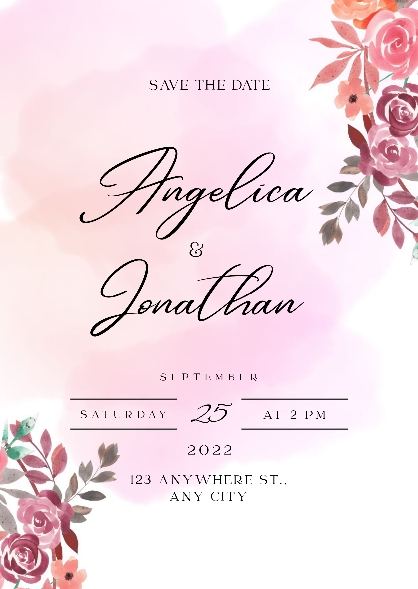 SAVE THE DATE
Angelica
&
Jonathan
SEPTEMBER
SATURDAY 25 AT 2 PM
2022
123 ANYWHERE ST.,
ANY CITY